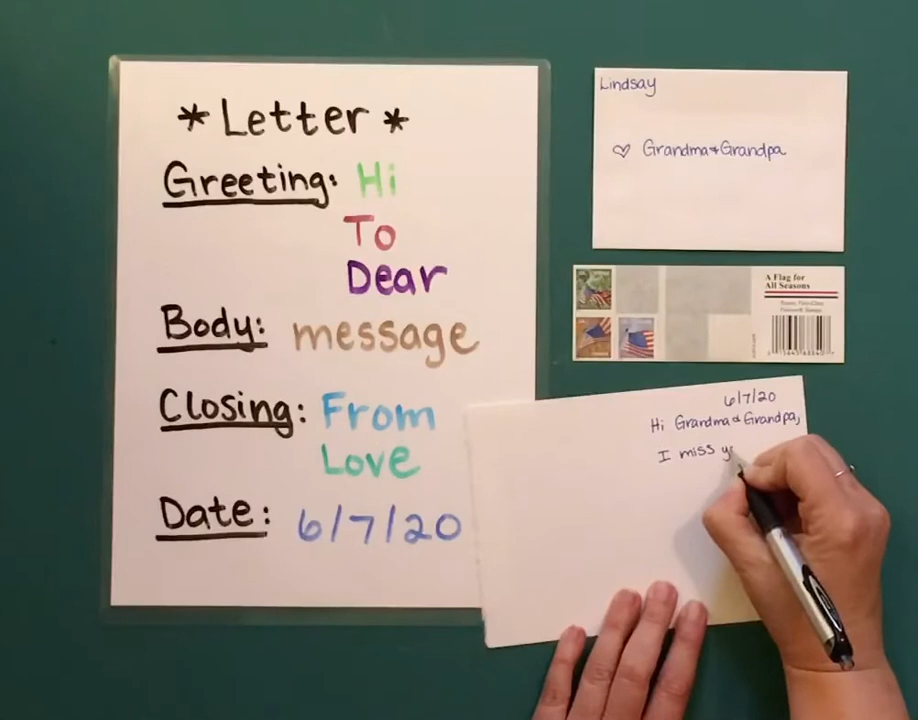 * Letter *
Greeting: Hi
To
Dear
Body: message
Closing: From
Love
Date: 6/7/20
Lindsay
♡ Grandma + Grandpa
A Flag for
All Seasons
6/7/20
Hi Grandma & Grandpa,
I miss yo